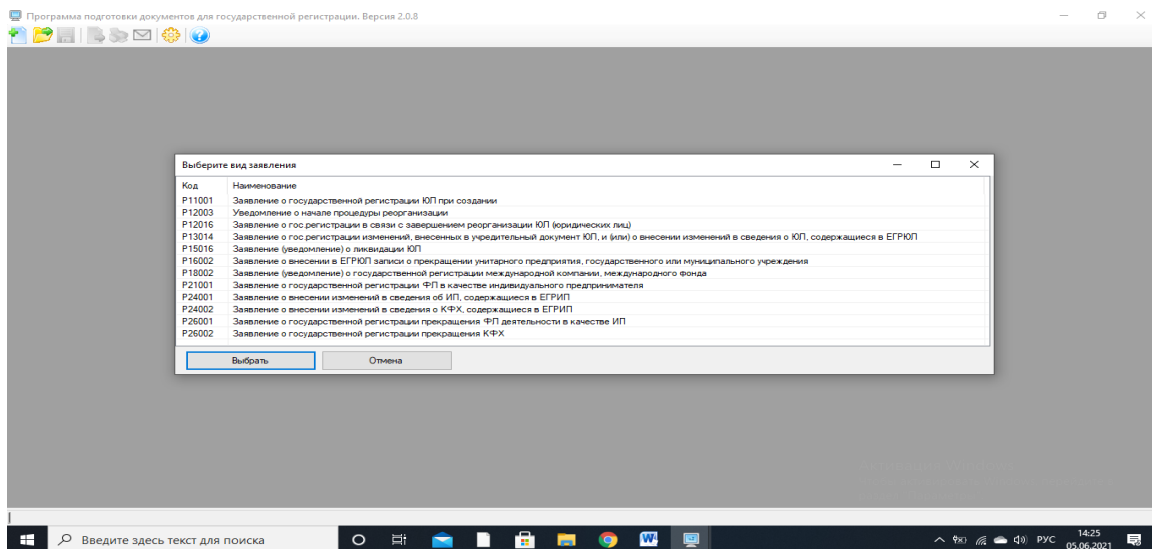 Программа подготовки документов для государственной регистрации. Версия 2.0.8
Выберите вид заявления
Код Наименование
Р11001 Заявление о государственной регистрации ЮЛ при создании
Р12003 Уведомление о начале процедуры реорганизации
Р12016 Заявление о гос.регистрации в связи с завершением реорганизации ЮЛ (юридических лиц)
Р13014 Заявление о гос.регистрации изменений, внесенных в учредительный документ ЮЛ, и (или) о внесении изменений в сведения о ЮЛ, содержащиеся в ЕГРЮЛ
Р15016 Заявление (уведомление) о ликвидации ЮЛ
Р16002 Заявление о внесении в ЕГРЮЛ записи о прекращении унитарного предприятия, государственного или муниципального учреждения
Р18002 Заявление (уведомление) о государственной регистрации международной компании, международного фонда
Р21001 Заявление о государственной регистрации ФЛ в качестве индивидуального предпринимателя
Р24001 Заявление о внесении изменений в сведения об ИП, содержащиеся в ЕГРИП
Р24002 Заявление о внесении изменений в сведения о КФХ, содержащиеся в ЕГРИП
Р26001 Заявление о государственной регистрации прекращения ФЛ деятельности в качестве ИП
Р26002 Заявление о государственной регистрации прекращения КФХ
Выбрать Отмена
Введите здесь текст для поиска
РУС
14:25
05.06.2021